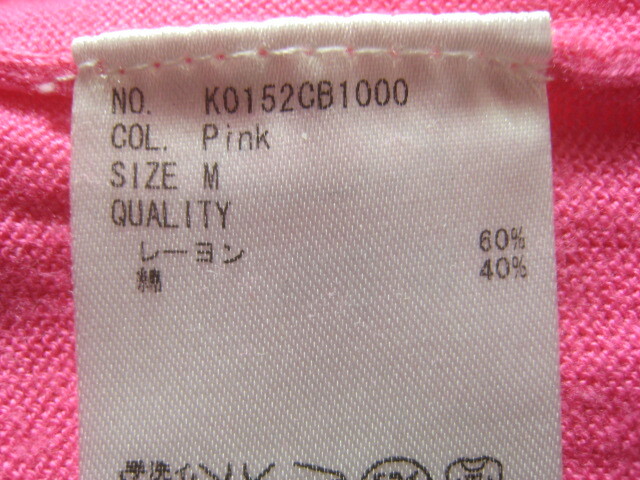 NO. K0152CB1000
COL. Pink
SIZE M
QUALITY
レーヨン 60%
綿 40%